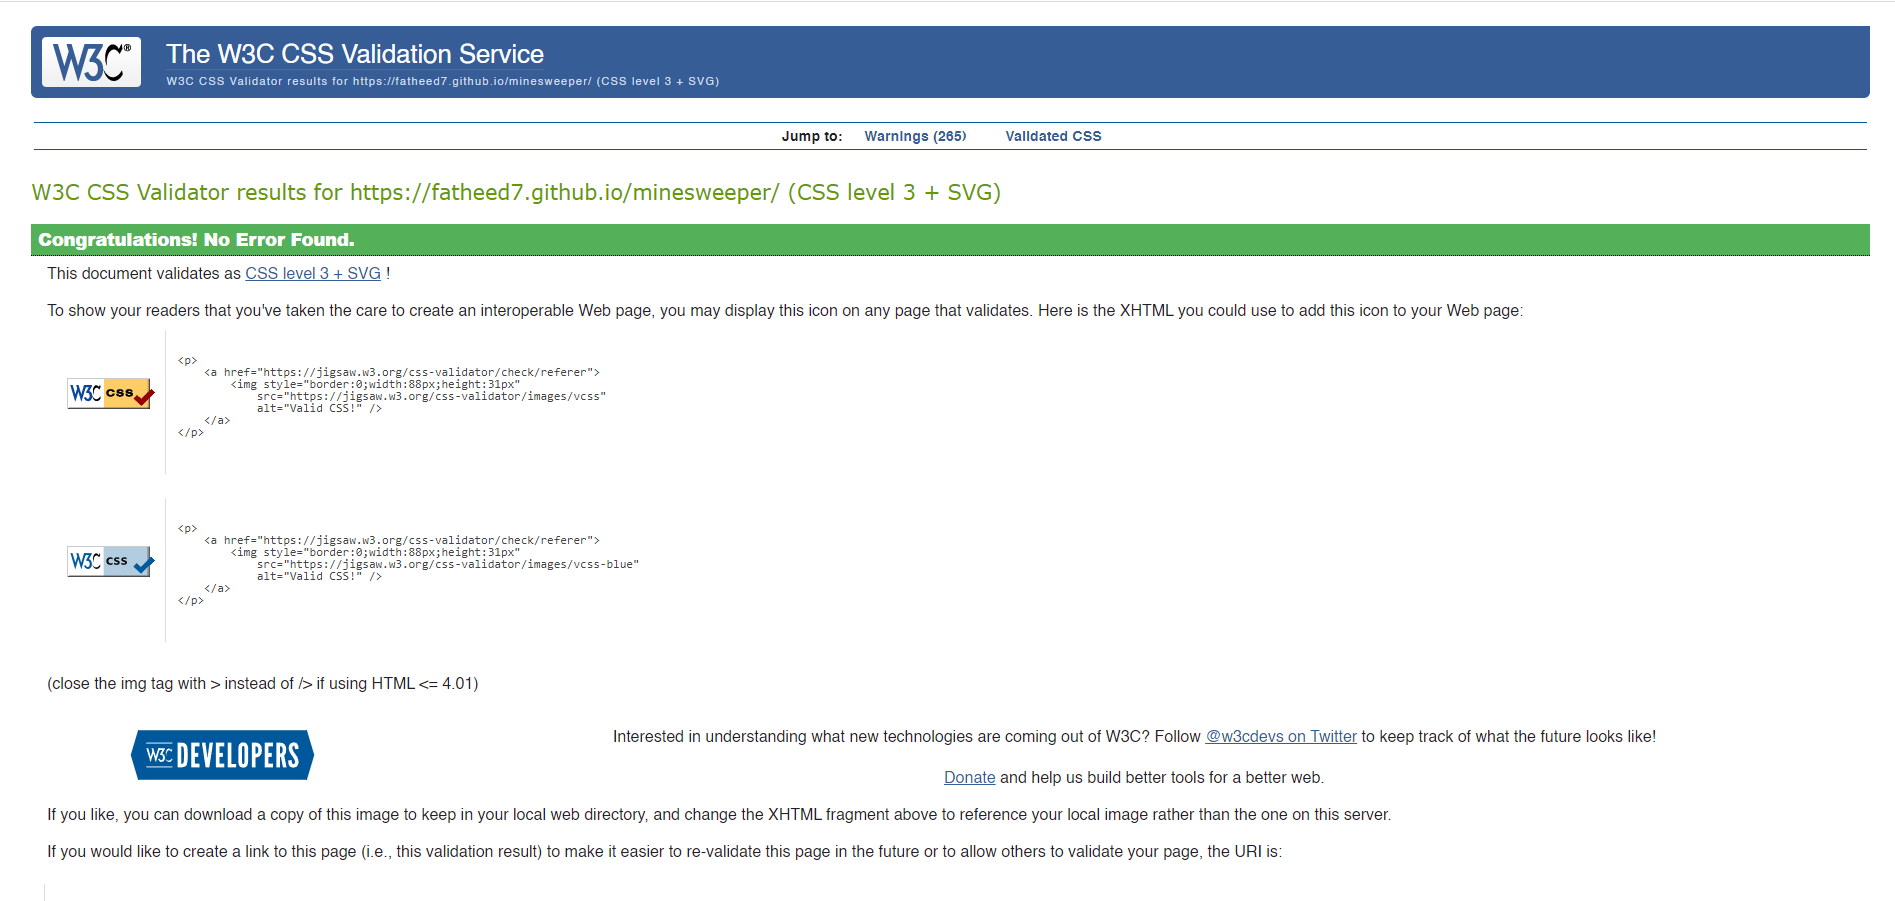 W3C®
The W3C CSS Validation Service
W3C CSS Validator results for https://fatheed7.github.io/minesweeper/ (CSS level 3 + SVG)
Jump to: Warnings (265) Validated CSS
W3C CSS Validator results for https://fatheed7.github.io/minesweeper/ (CSS level 3 + SVG)
Congratulations! No Error Found.
This document validates as CSS level 3 + SVG !
To show your readers that you've taken the care to create an interoperable Web page, you may display this icon on any page that validates. Here is the XHTML you could use to add this icon to your Web page:
W3C css
<p>
<a href="https://jigsaw.w3.org/css-validator/check/referer">
<img style="border:0;width:88px;height:31px"
src="https://jigsaw.w3.org/css-validator/images/vcss"
alt="Valid CSS!" />
</a>
</p>
W3C css
<p>
<a href="https://jigsaw.w3.org/css-validator/check/referer">
<img style="border:0;width:88px;height:31px"
src="https://jigsaw.w3.org/css-validator/images/vcss-blue"
alt="Valid CSS!" />
</a>
</p>
(close the img tag with > instead of /> if using HTML <= 4.01)
W3C DEVELOPERS
Interested in understanding what new technologies are coming out of W3C? Follow @w3cdevs on Twitter to keep track of what the future looks like!
Donate and help us build better tools for a better web.
If you like, you can download a copy of this image to keep in your local web directory, and change the XHTML fragment above to reference your local image rather than the one on this server.
If you would like to create a link to this page (i.e., this validation result) to make it easier to re-validate this page in the future or to allow others to validate your page, the URI is: